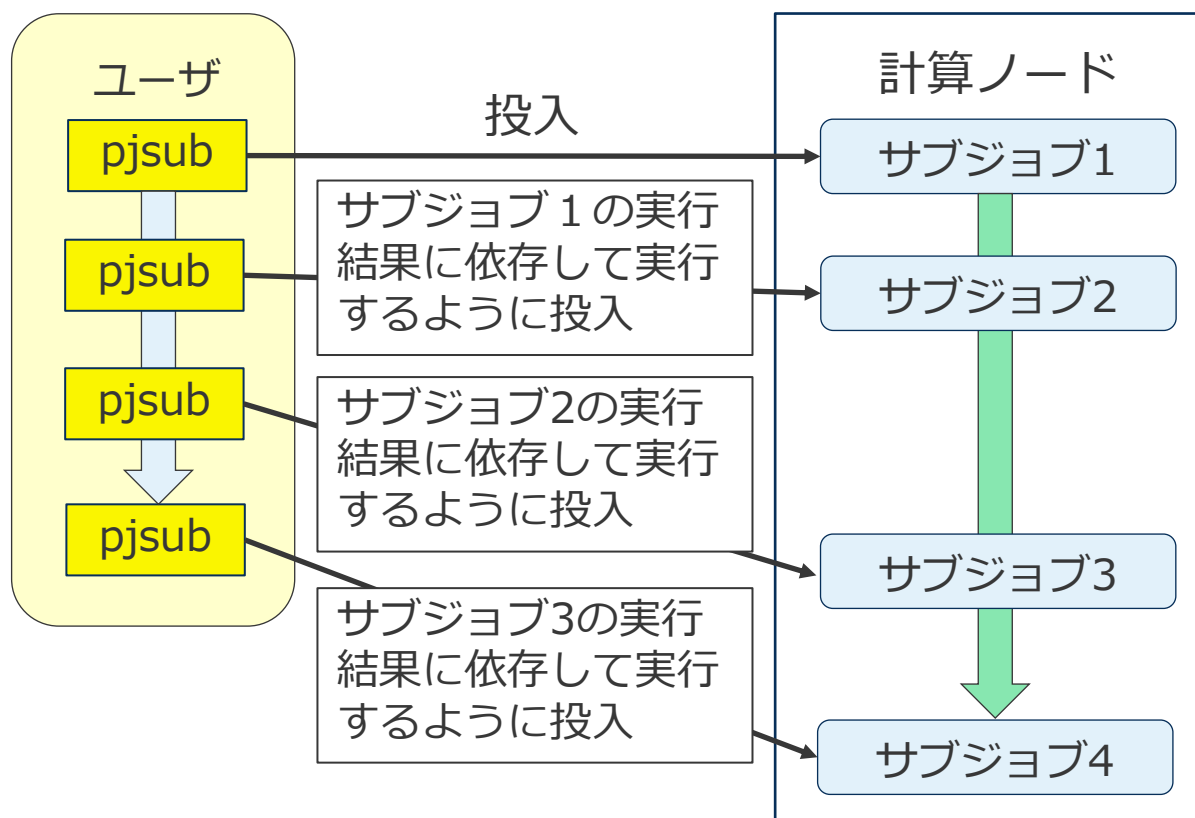 ユーザ
計算ノード
投入
pjsub
サブジョブ1
サブジョブ１の実行
結果に依存して実行
するように投入
pjsub
サブジョブ2
pjsub
サブジョブ2の実行
結果に依存して実行
するように投入
pjsub
サブジョブ3
サブジョブ3の実行
結果に依存して実行
するように投入
サブジョブ4